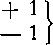 + 1 }
− 1